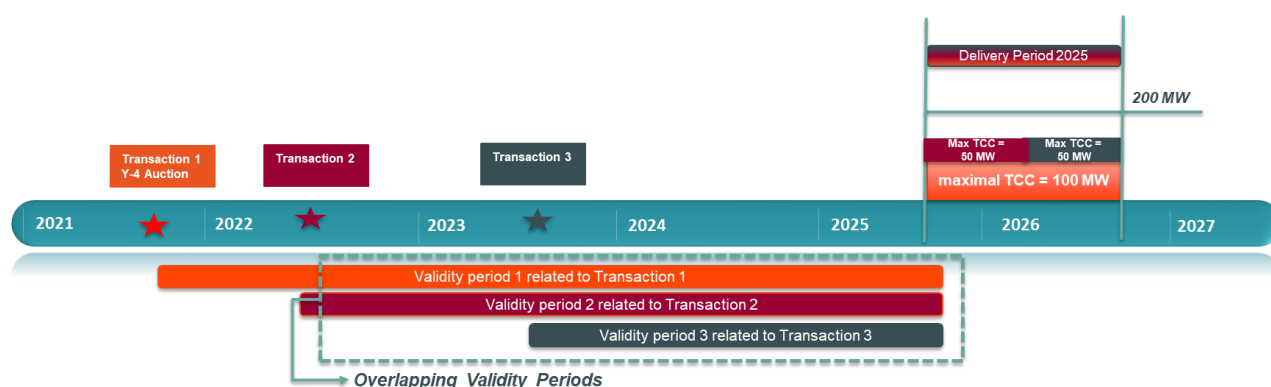 Delivery Period 2025
200 MW
Transaction 1
Y-4 Auction
Transaction 2
Transaction 3
Max TCC =
50 MW
Max TCC =
50 MW
maximal TCC = 100 MW
2021
2022
2023
2024
2025
2026
2027
Validity period 1 related to Transaction 1
Validity period 2 related to Transaction 2
Validity period 3 related to Transaction 3
Overlapping Validity Periods